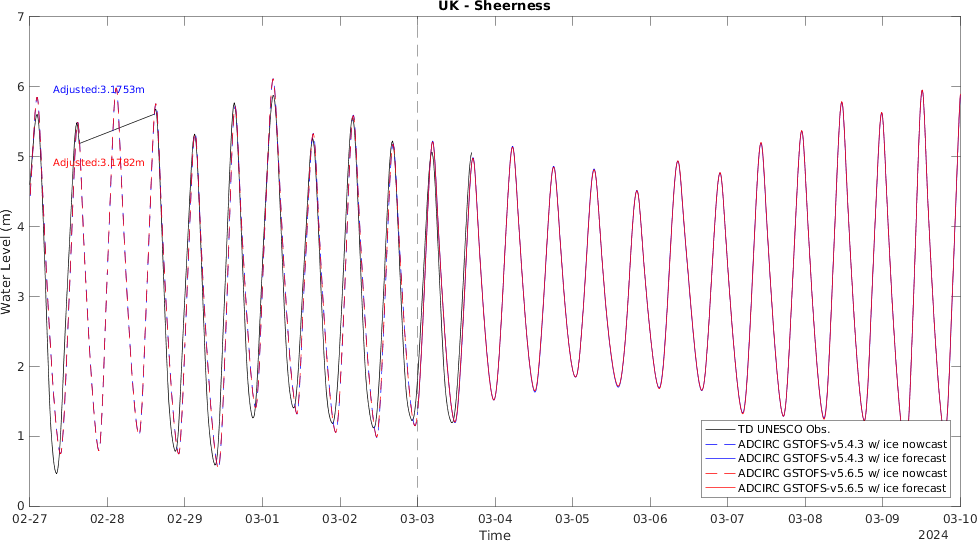 UK - Sheerness
7
6
5
4
3
2
1
0
Water Level (m)
Adjusted:3.1753m
Adjusted:3.1782m
TD UNESCO Obs.
ADCIRC GSTOFS-v5.4.3 w/ ice nowcast
ADCIRC GSTOFS-v5.4.3 w/ ice forecast
ADCIRC GSTOFS-v5.6.5 w/ ice nowcast
ADCIRC GSTOFS-v5.6.5 w/ ice forecast
02-27 02-28 02-29 03-01 03-02 03-03 03-04 03-05 03-06 03-07 03-08 03-09 03-10
Time
2024